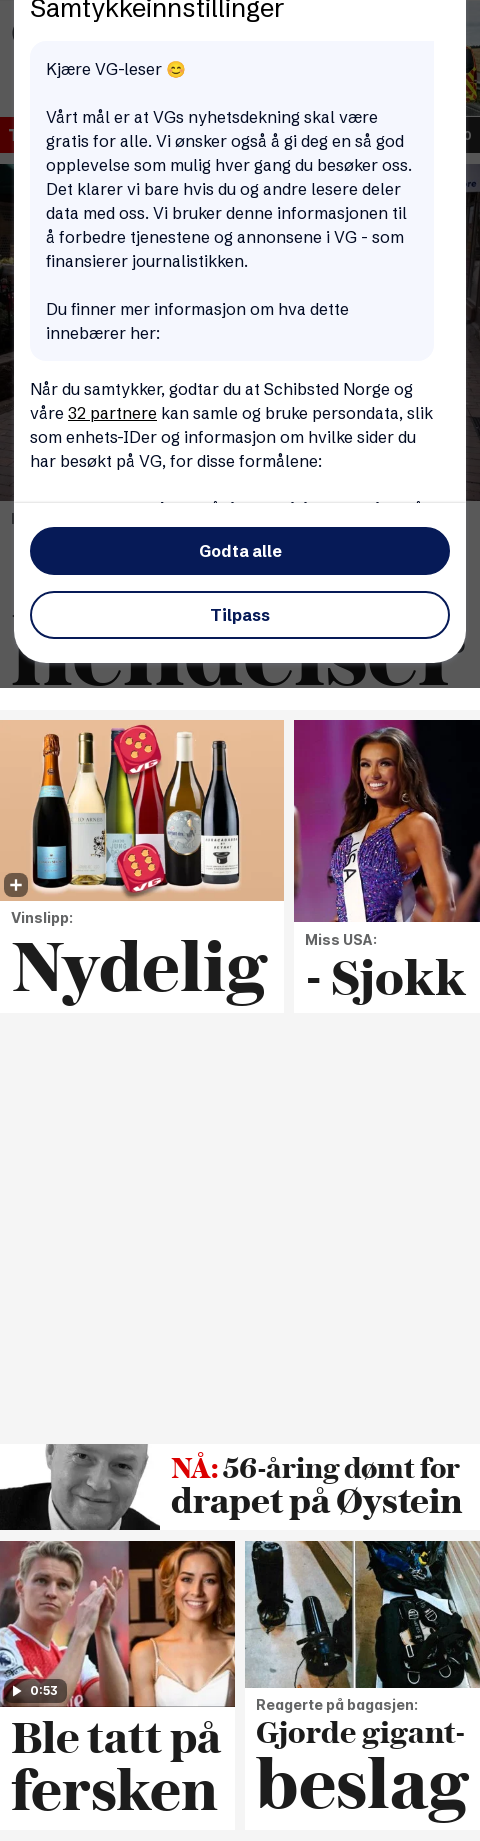 Samtykkeinnstillinger
Kjære VG-leser 😊
Vårt mål er at VGs nyhetsdekning skal være
gratis for alle. Vi ønsker også å gi deg en så god
opplevelse som mulig hver gang du besøker oss.
Det klarer vi bare hvis du og andre lesere deler
data med oss. Vi bruker denne informasjonen til
å forbedre tjenestene og annonsene i VG - som
finansierer journalistikken.
Du finner mer informasjon om hva dette
innebærer her:
Når du samtykker, godtar du at Schibsted Norge og
våre 32 partnere kan samle og bruke persondata, slik
som enhets-IDer og informasjon om hvilke sider du
har besøkt på VG, for disse formålene:
Godta alle
Tilpass
hendelser
VG
VG
USA
Vinslipp:
Nydelig
Miss USA:
- Sjokk
NÅ: 56-åring dømt for
drapet på Øystein
0:53
Ble tatt på
fersken
Reagerte på bagasjen:
Gjorde gigant-
beslag